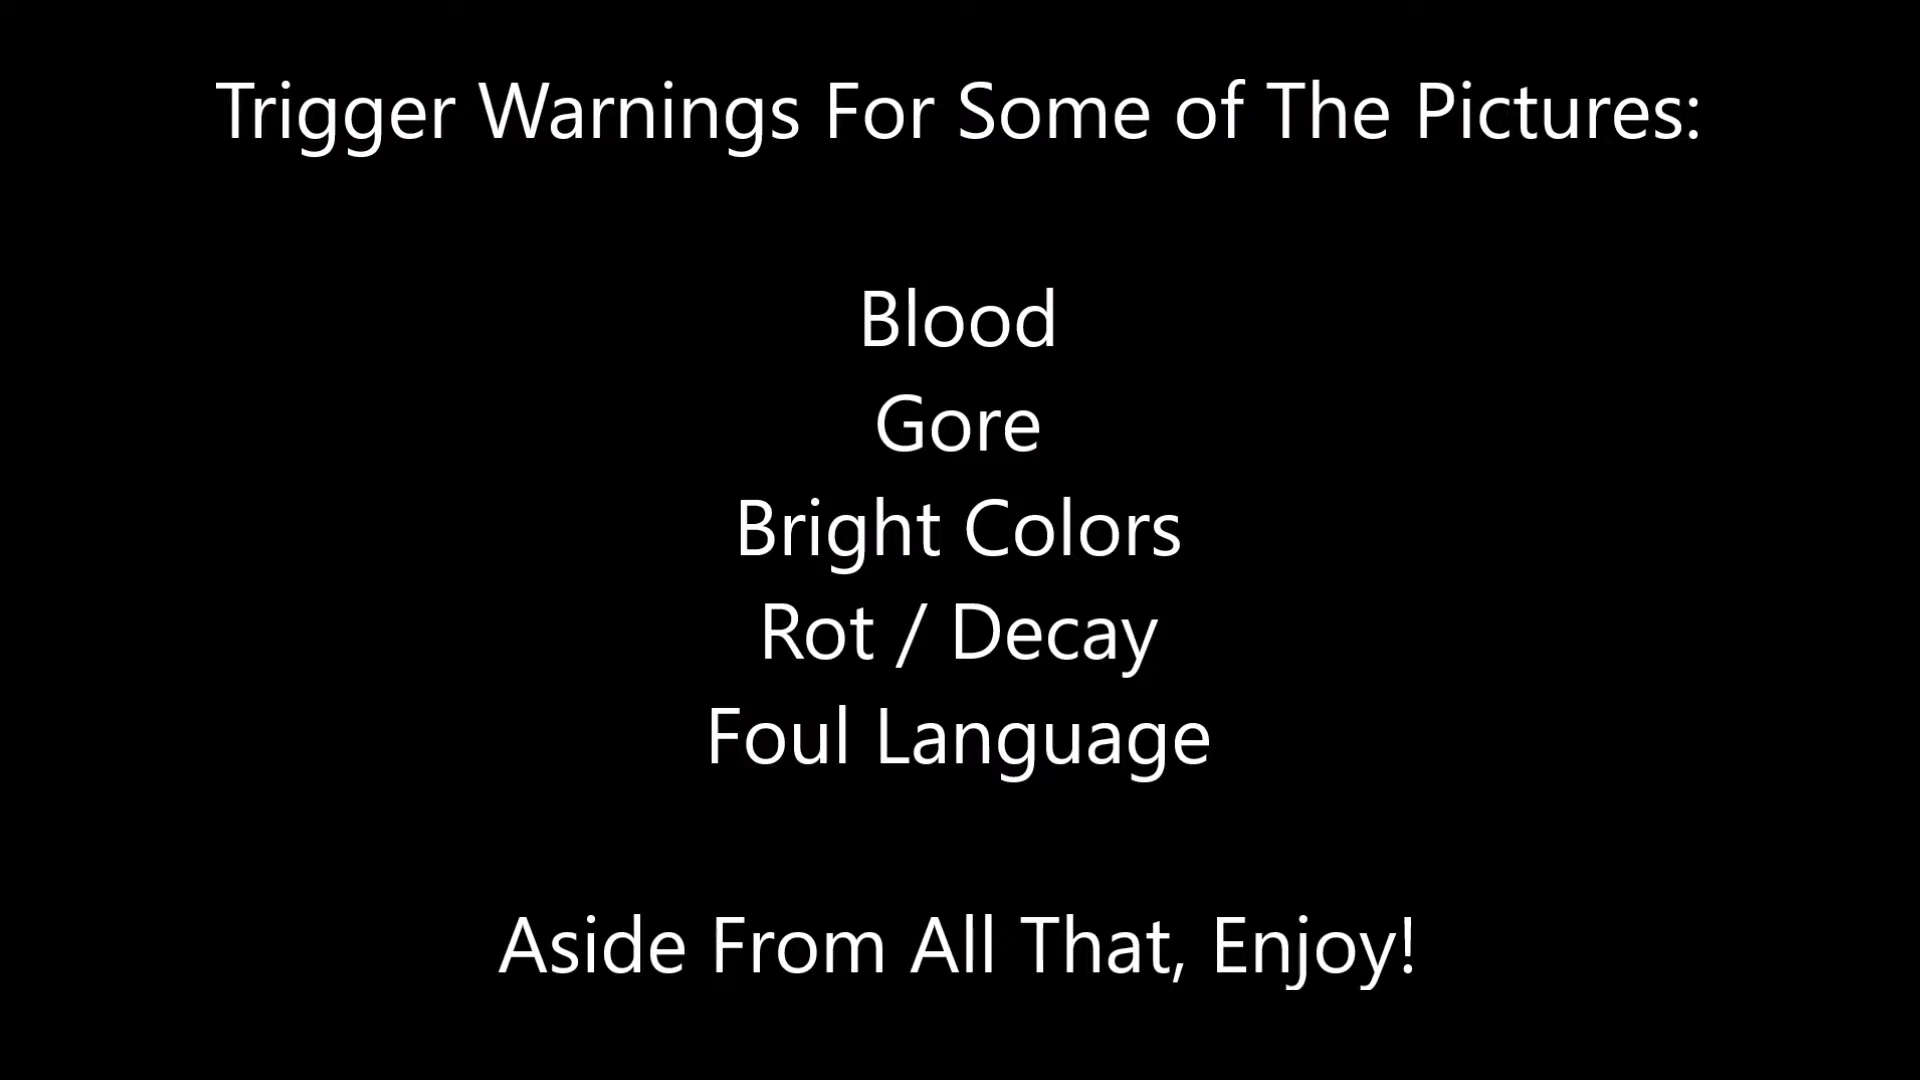 Trigger Warnings For Some of The Pictures:
Blood
Gore
Bright Colors
Rot / Decay
Foul Language
Aside From All That, Enjoy!